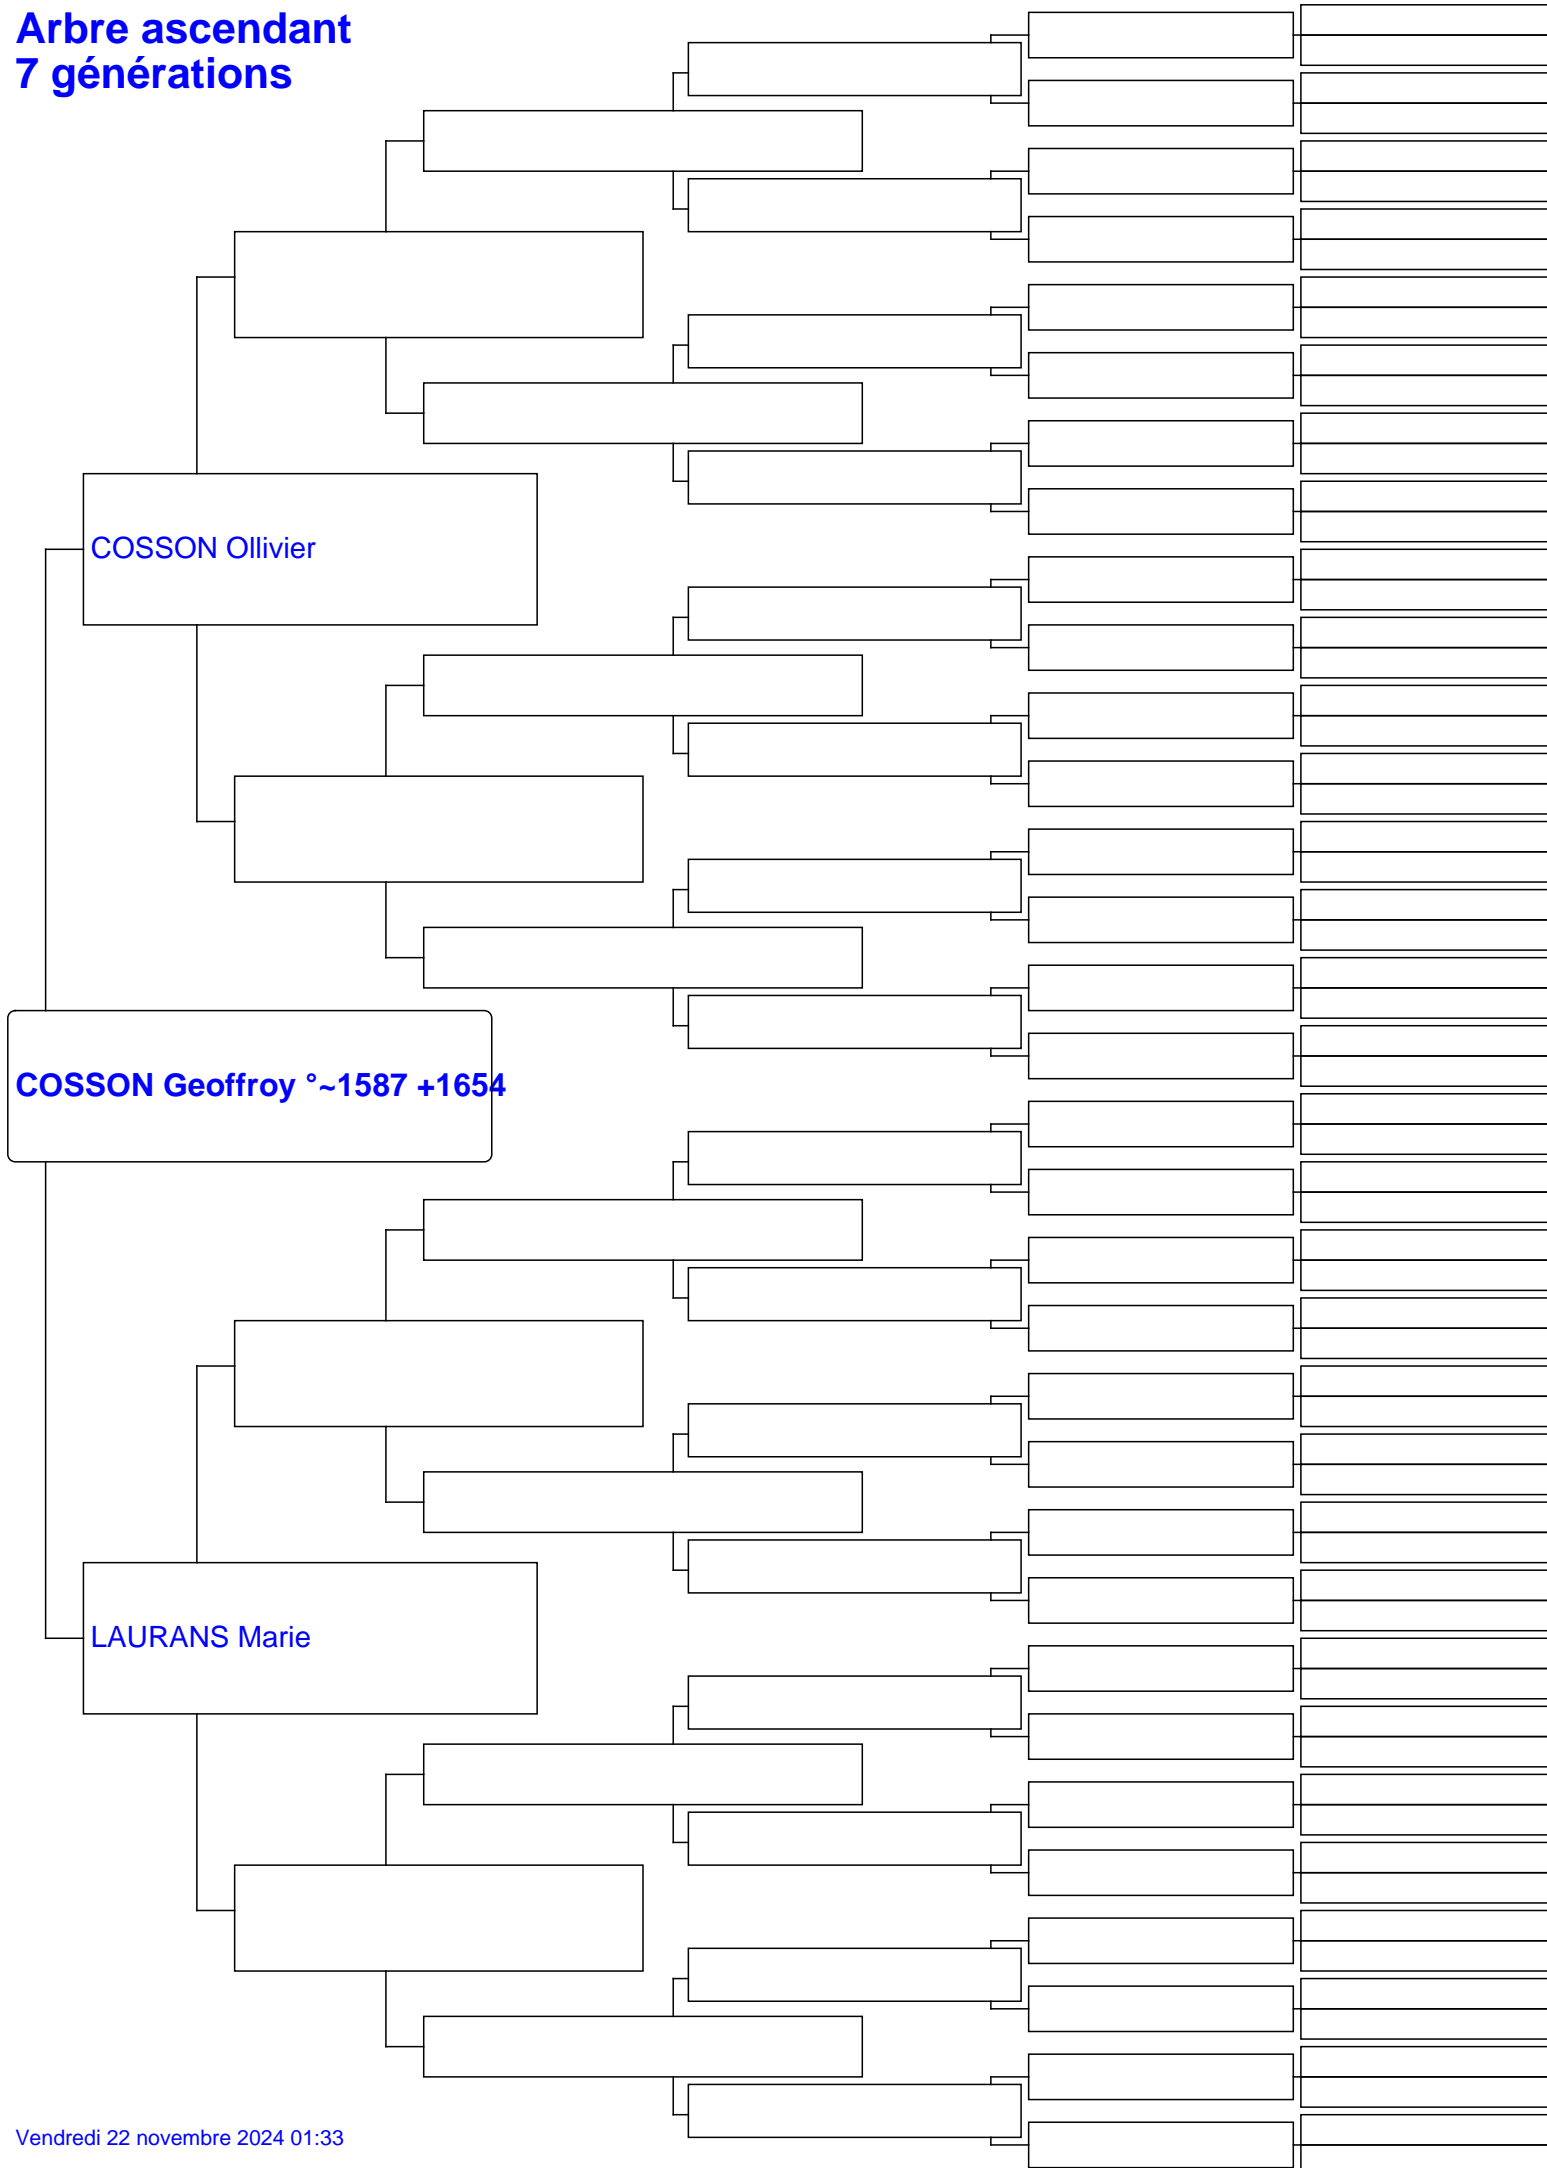 Arbre ascendant
7 générations
COSSON Ollivier
COSSON Geoffroy °~1587 +1654
LAURANS Marie
Vendredi 22 novembre 2024 01:33